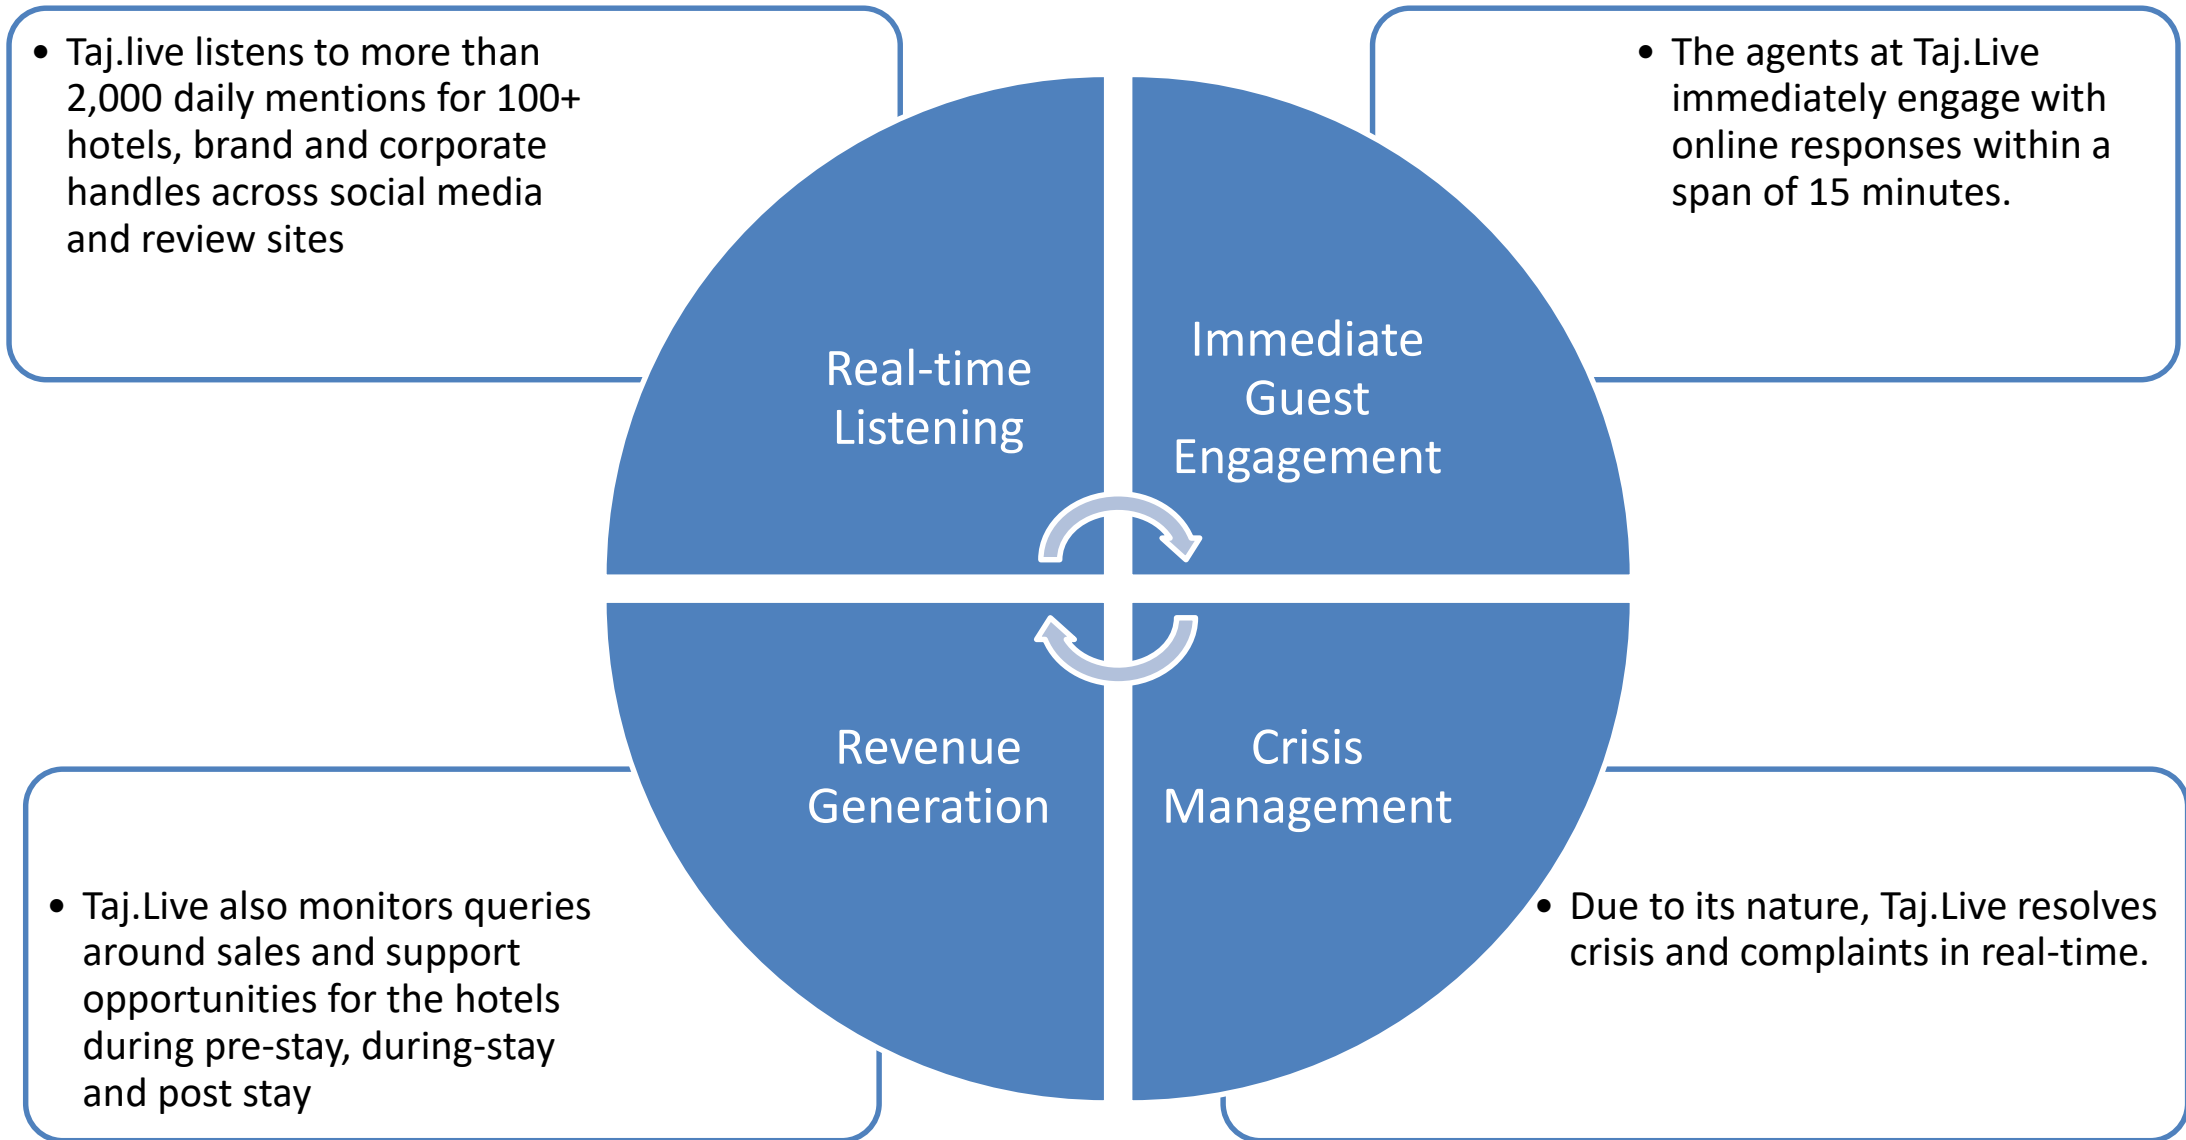 • Taj.live listens to more than
2,000 daily mentions for 100+
hotels, brand and corporate
handles across social media
and review sites
• The agents at Taj.Live
immediately engage with
online responses within a
span of 15 minutes.
Real-time
Listening
Immediate
Guest
Engagement
Revenue
Generation
Crisis
Management
• Taj.Live also monitors queries
around sales and support
opportunities for the hotels
during pre-stay, during-stay
and post stay
• Due to its nature, Taj.Live resolves
crisis and complaints in real-time.